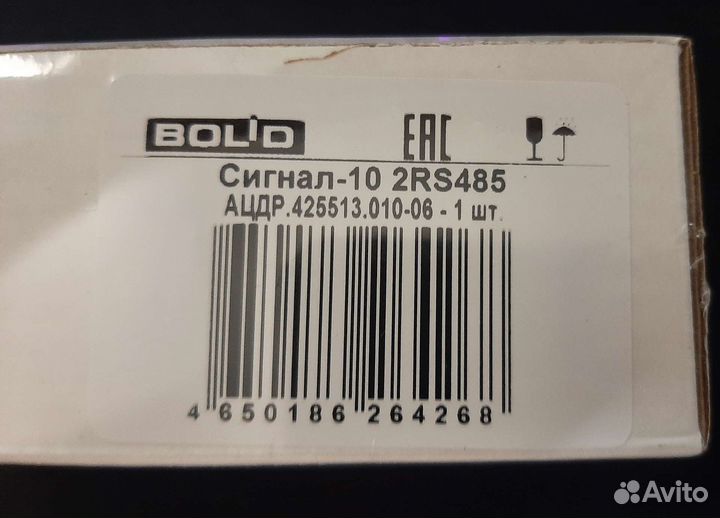 BOLID
EAC
Сигнал-10 2RS485
АЦДР.425513.010-06 - 1 шт.
4 650186 264268
Avito